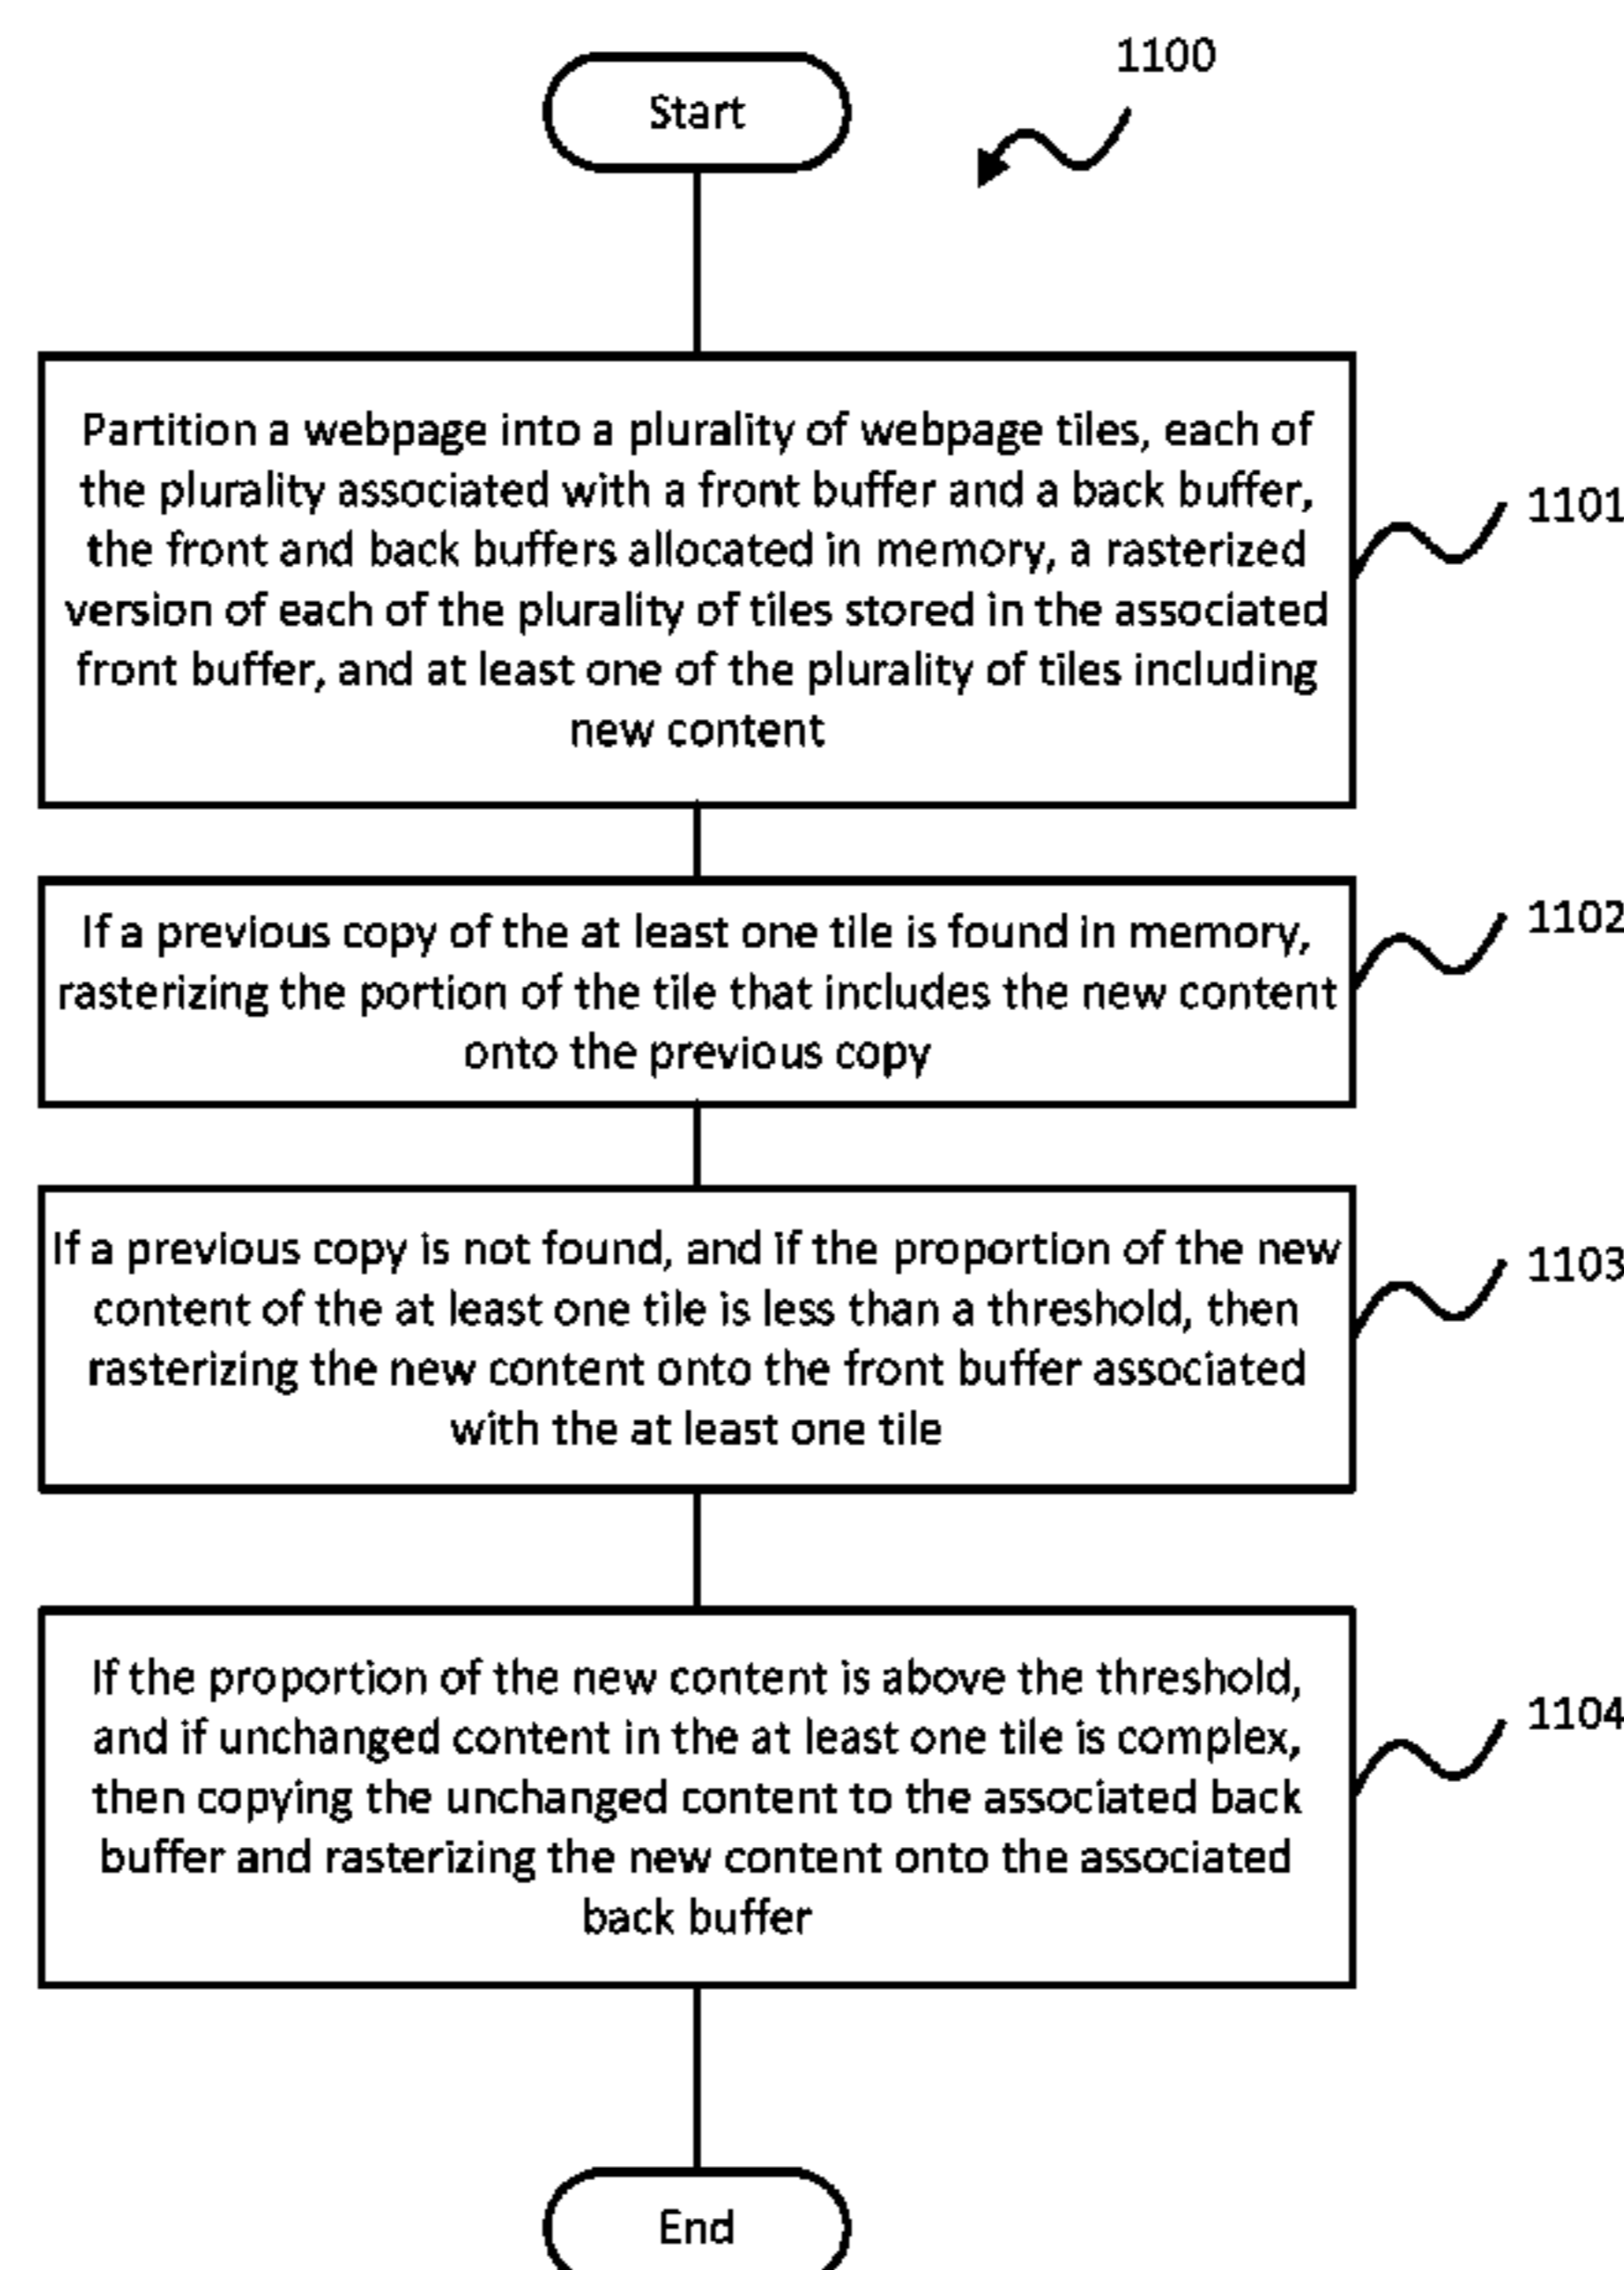 1100
Start
Partition a webpage into a plurality of webpage tiles, each of
the plurality associated with a front buffer and a back buffer,
the front and back buffers allocated in memory, a rasterized
version of each of the plurality of tiles stored in the associated
front buffer, and at least one of the plurality of tiles including
new content
1101
If a previous copy of the at least one tile is found in memory,
rasterizing the portion of the tile that includes the new content
onto the previous copy
1102
If a previous copy is not found, and if the proportion of the new
content of the at least one tile is less than a threshold, then
rasterizing the new content onto the front buffer associated
with the at least one tile
1103
If the proportion of the new content is above the threshold,
and if unchanged content in the at least one tile is complex,
then copying the unchanged content to the associated back
buffer and rasterizing the new content onto the associated
back buffer
1104
End